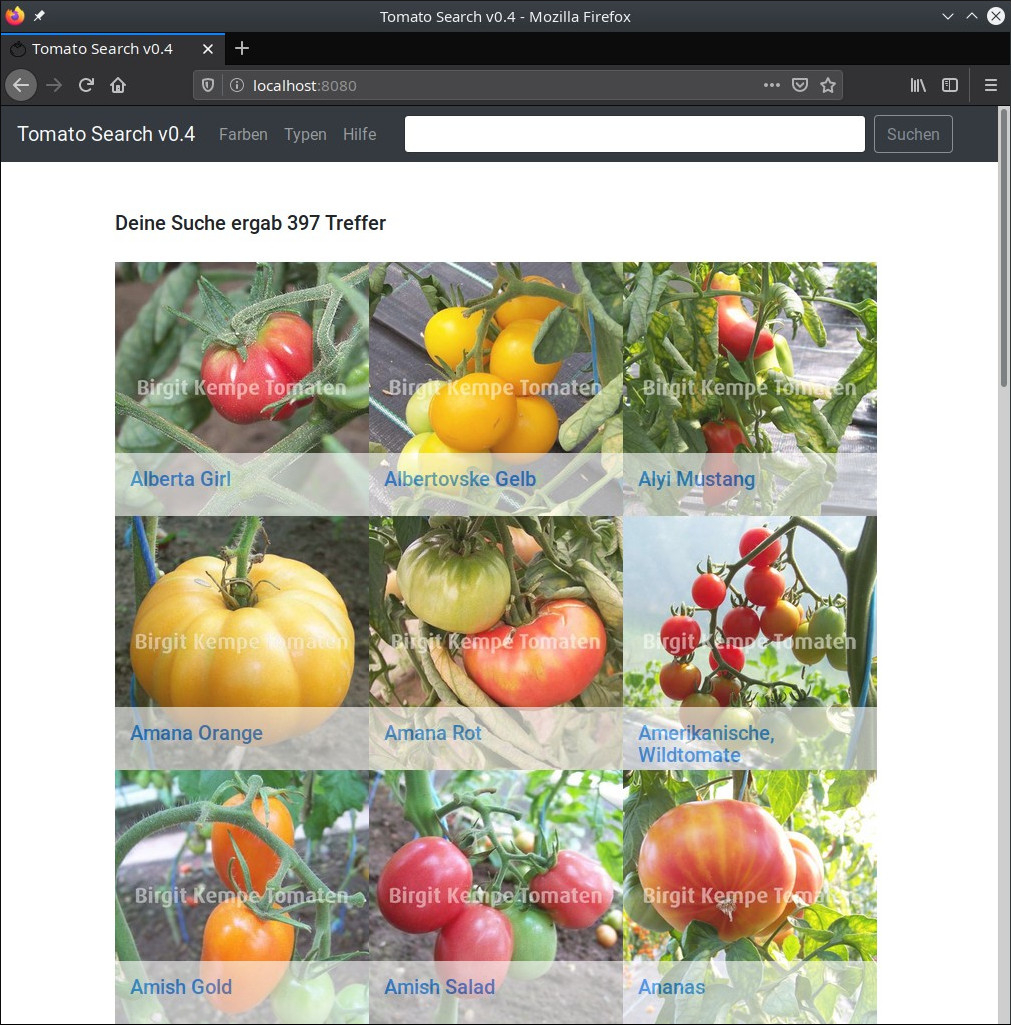 Tomato Search v0.4 - Mozilla Firefox
Tomato Search v0.4
localhost:8080
Tomato Search v0.4 Farben Typen Hilfe Suchen
Deine Suche ergab 397 Treffer
Birgit Kempe Tomaten Birgit Kempe Tomaten Birgit Kempe Tomaten
Alberta Girl Albertovske Gelb Alyi Mustang
Birgit Kempe Tomaten Birgit Kempe Tomaten Birgit Kempe Tomaten
Amana Orange Amana Rot Amerikanische,
Wildtomate
Birgit Kempe Tomaten Birgit Kempe Tomaten Birgit Kempe Tomaten
Amish Gold Amish Salad Ananas